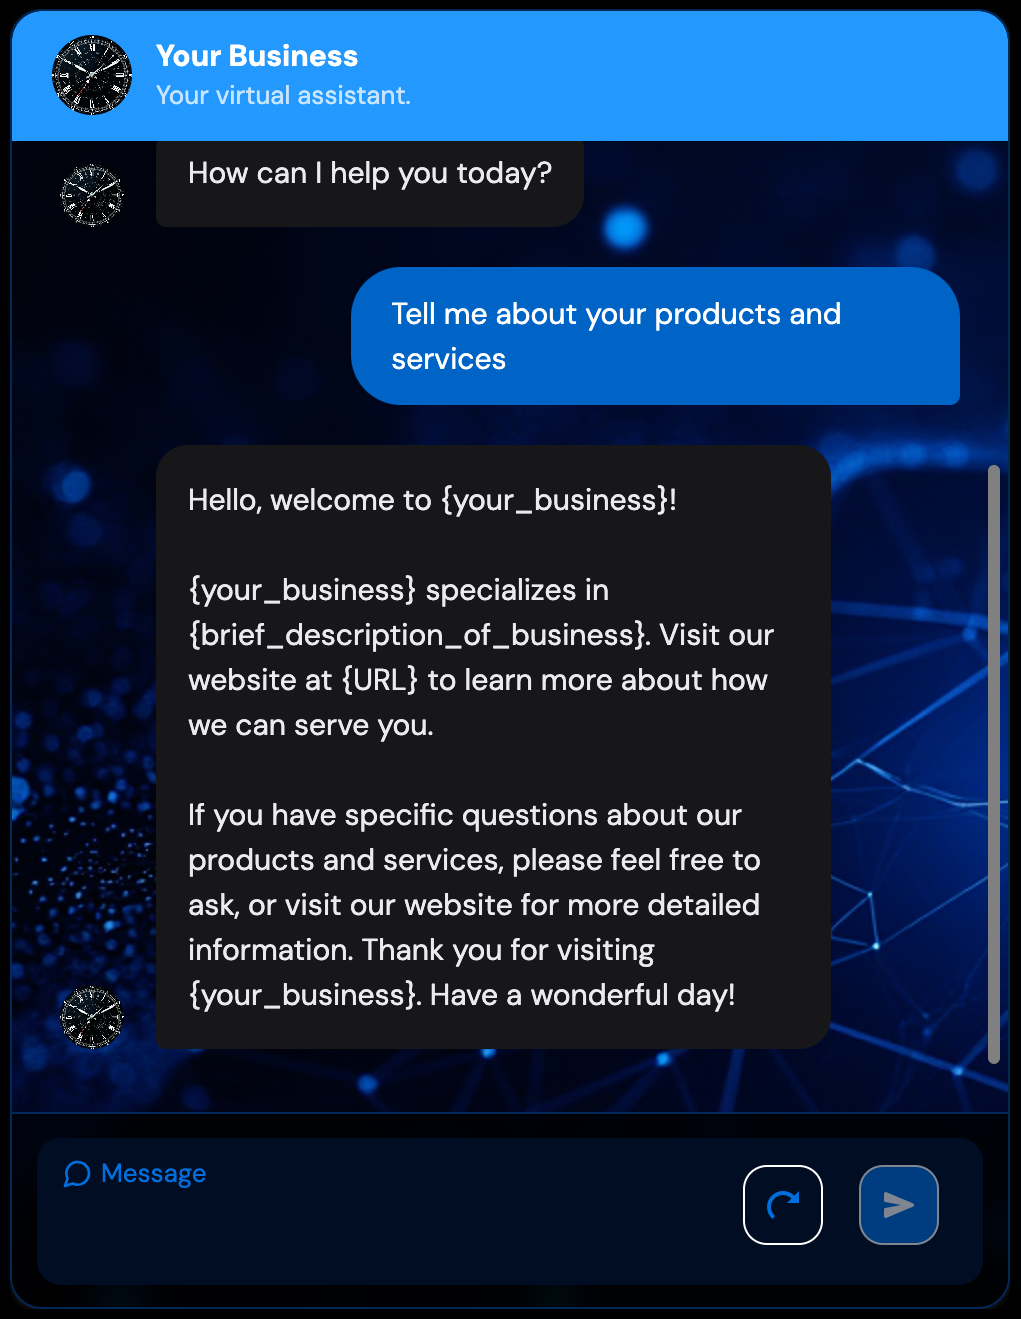 Your Business
Your virtual assistant.
How can I help you today?
Tell me about your products and
services
Hello, welcome to {your_business}!
{your_business} specializes in
{brief_description_of_business}. Visit our
website at {URL} to learn more about how
we can serve you.
If you have specific questions about our
products and services, please feel free to
ask, or visit our website for more detailed
information. Thank you for visiting
{your_business}. Have a wonderful day!
Message